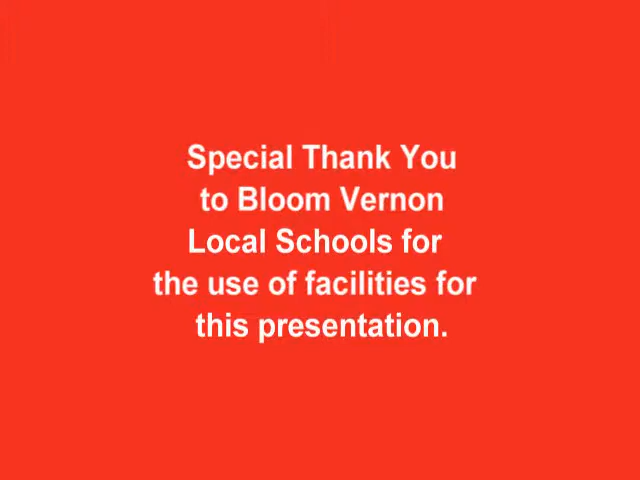 Special Thank You
to Bloom Vernon
Local Schools for
the use of facilities for
this presentation.